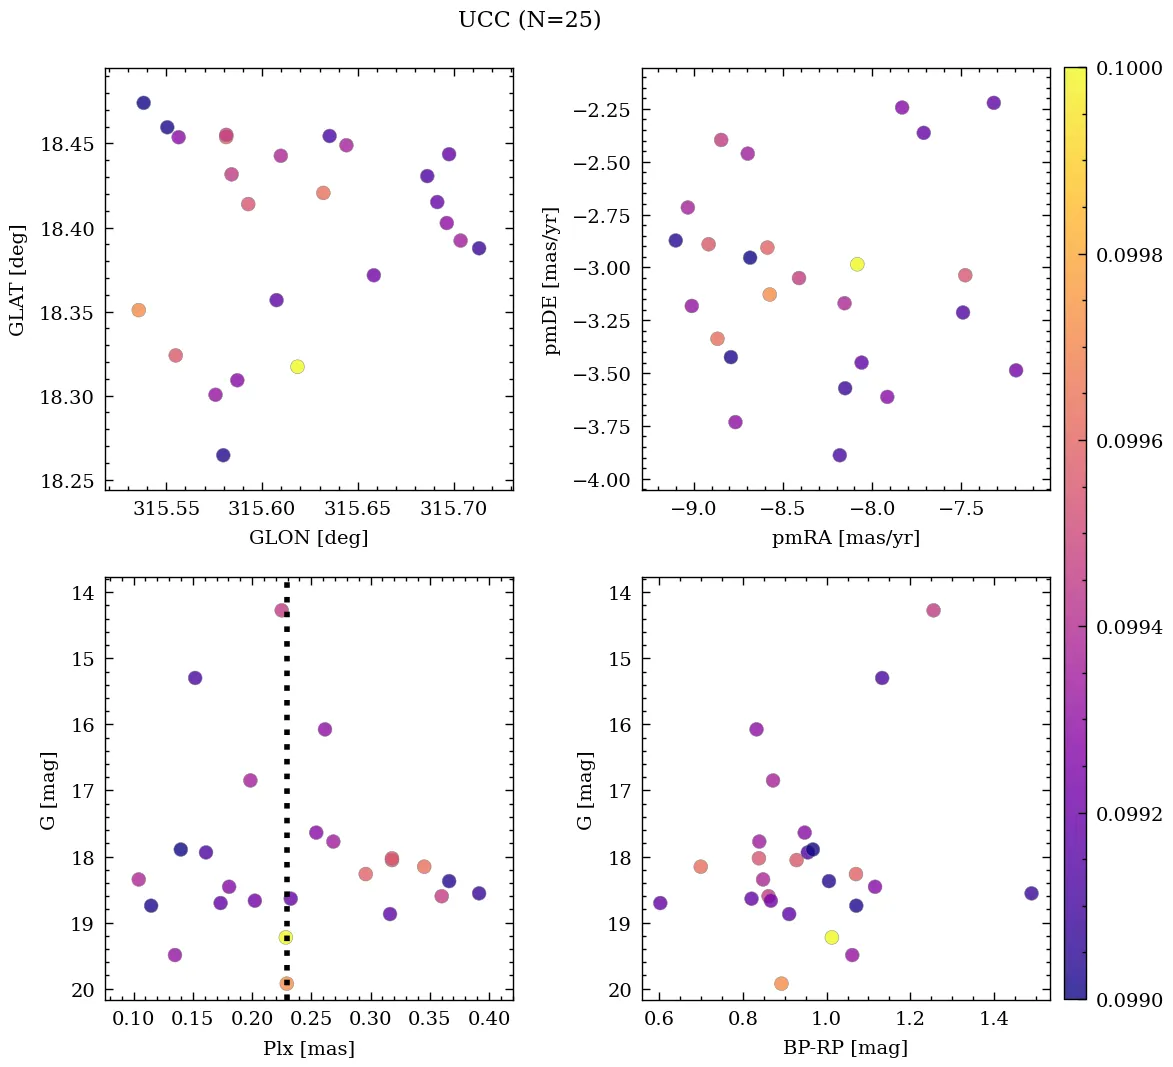 UCC (N=25)
18.45
18.40
18.35
18.30
18.25
GLAT [deg]
315.55 315.60 315.65 315.70
GLON [deg]
−2.25
−2.50
−2.75
−3.00
−3.25
−3.50
−3.75
−4.00
pmDE [mas/yr]
−9.0 −8.5 −8.0 −7.5
pmRA [mas/yr]
14
15
16
17
18
19
20
G [mag]
0.10 0.15 0.20 0.25 0.30 0.35 0.40
Plx [mas]
14
15
16
17
18
19
20
G [mag]
0.6 0.8 1.0 1.2 1.4
BP-RP [mag]
0.1000
0.0998
0.0996
0.0994
0.0992
0.0990